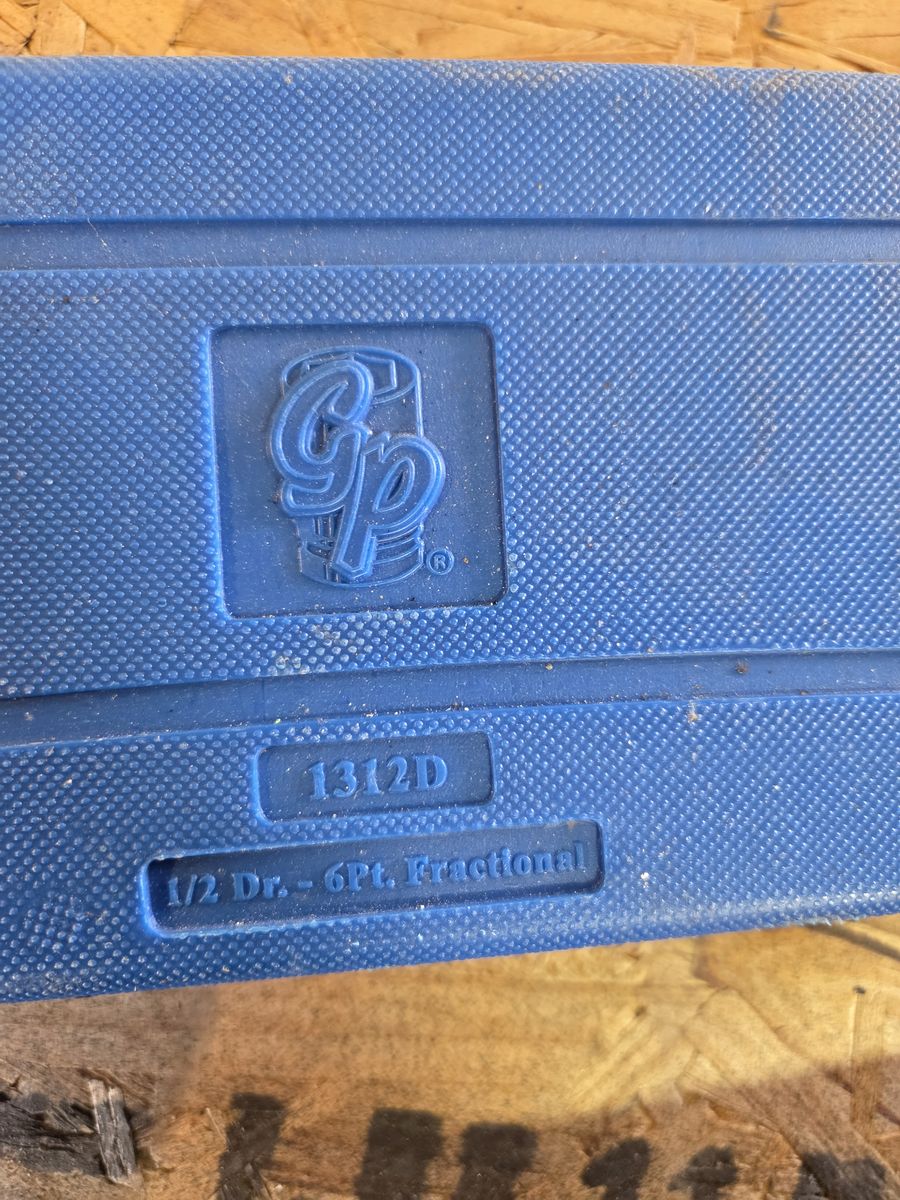 GP®
1312D
1/2 Dr. - 6Pt. Fractional